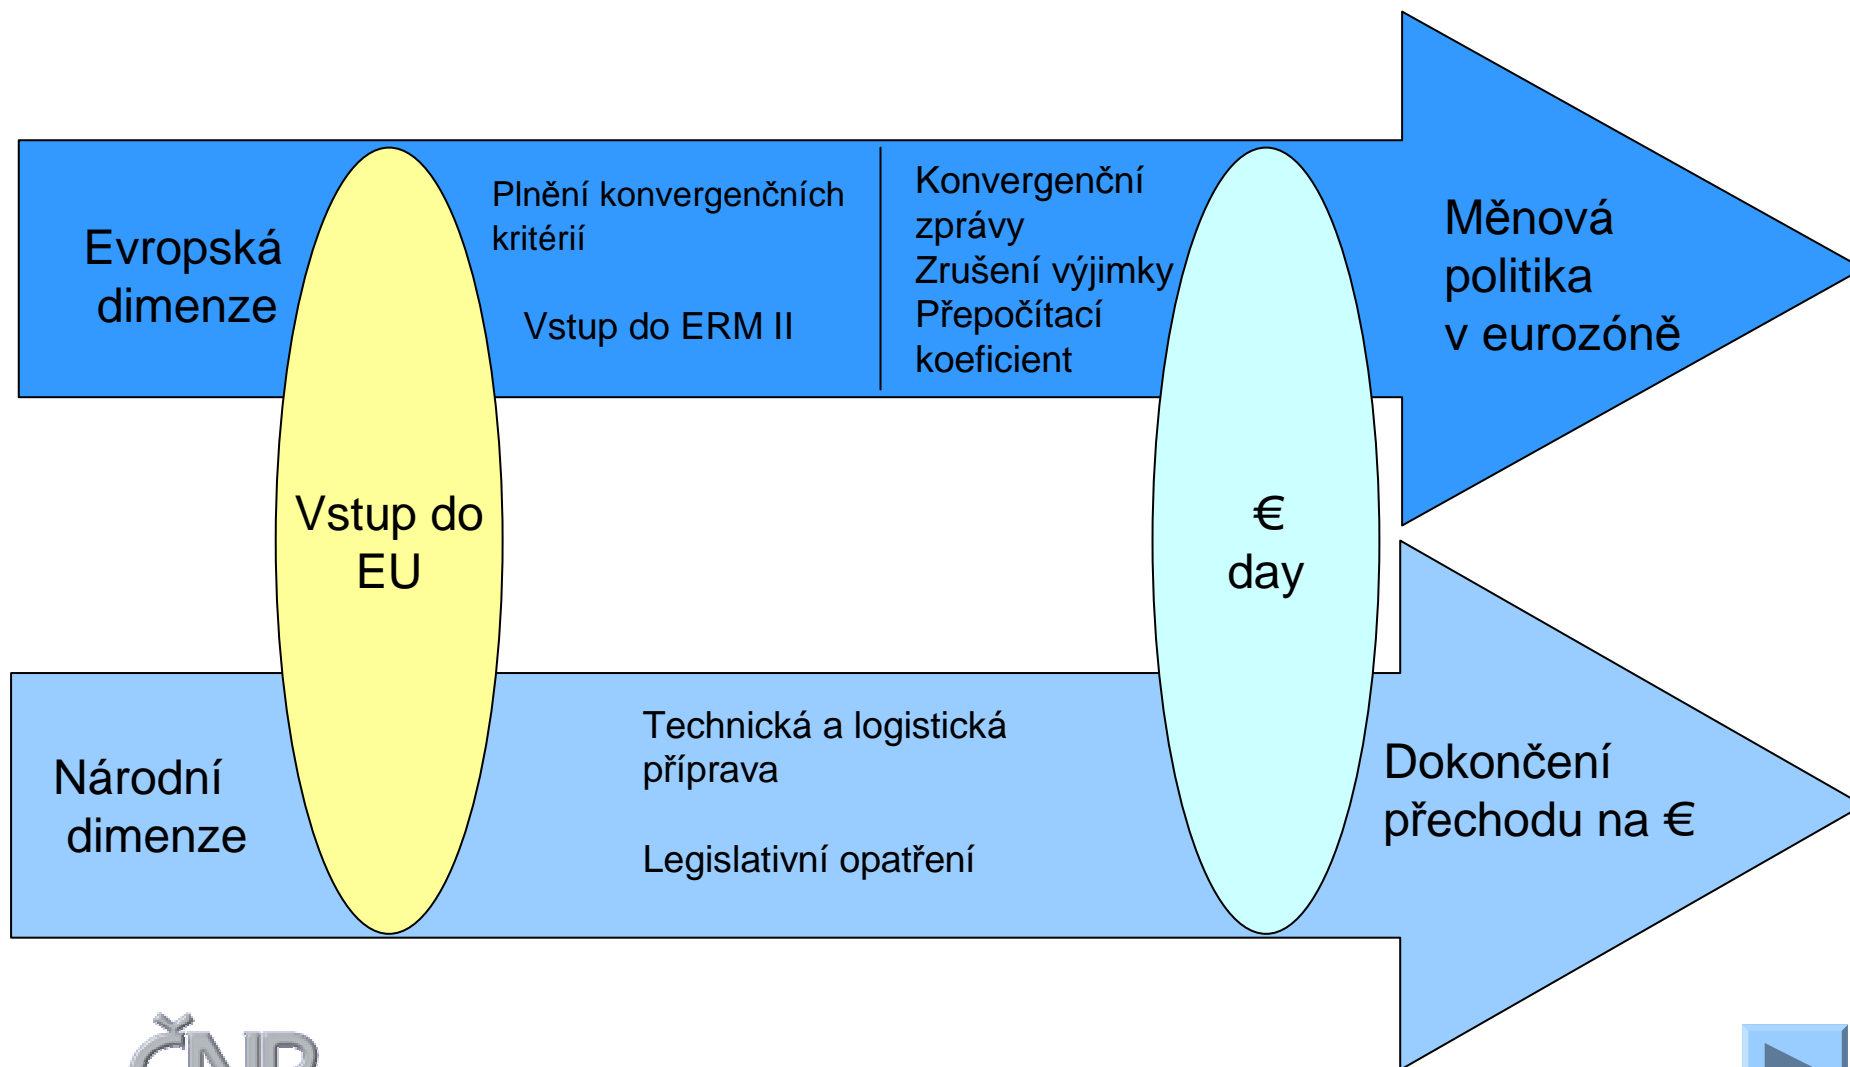 Evropská
dimenze
Plnění konvergenčních
kritérií
Vstup do ERM II
Konvergenční
zprávy
Zrušení výjimky
Přepočítací
koeficient
Měnová
politika
v eurozóně
Vstup do
EU
€
day
Národní
dimenze
Technická a logistická
příprava
Legislativní opatření
Dokončení
přechodu na €
ČNB